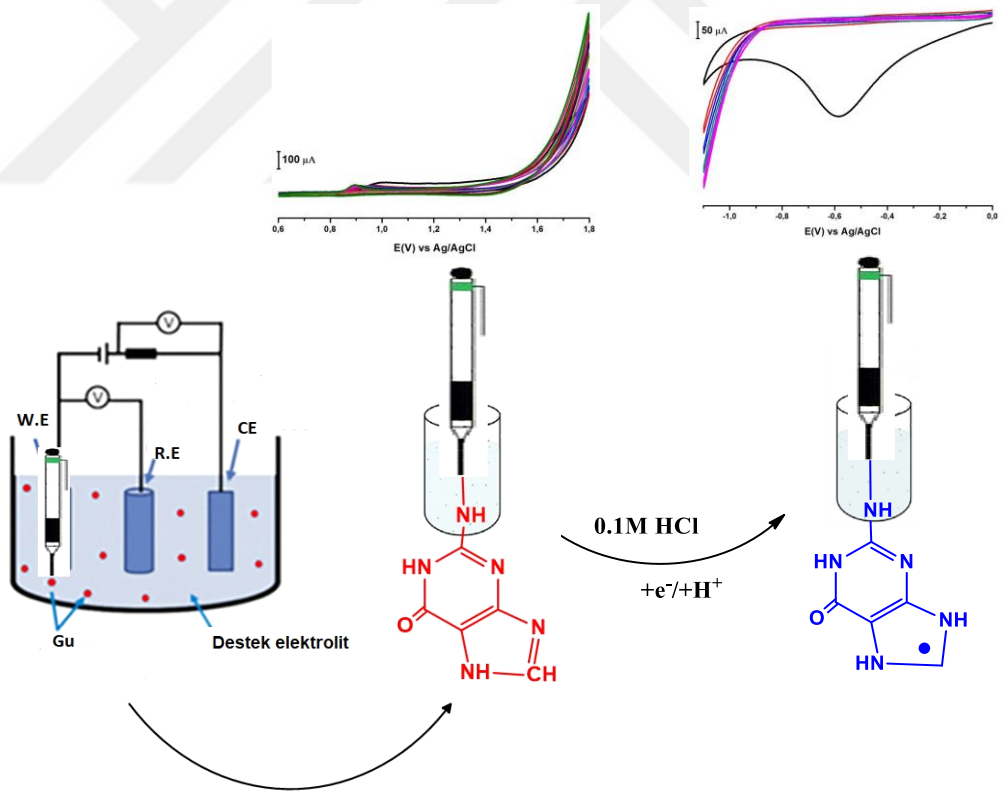 100 µA
0,6 0,8 1,0 1,2 1,4 1,6 1,8
E(V) vs Ag/AgCl
50 µA
-1,0 -0,8 -0,6 -0,4 -0,2 0,0
E(V) vs Ag/AgCl
V
V
W.E
R.E
CE
Gu
Destek elektrolit
NH
HN
N
O
N
NH
CH
0.1M HCl
+e⁻/+H⁺
NH
HN
N
O
NH
HN